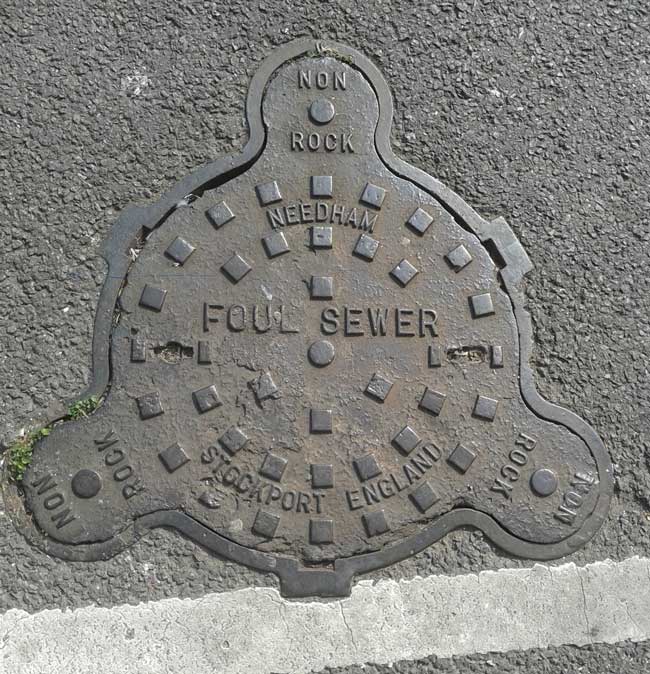 NON
ROCK
NEEDHAM
FOUL SEWER
NON
ROCK
ROCK
NON
STOCKPORT ENGLAND